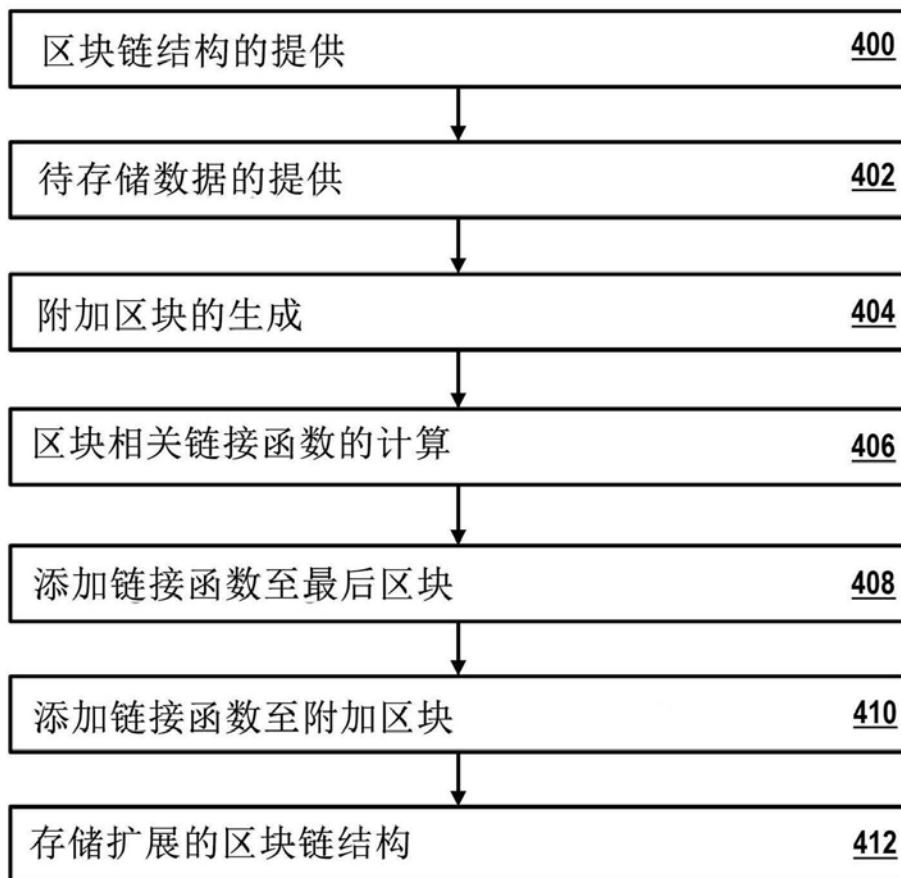 区块链结构的提供 400
待存储数据的提供 402
附加区块的生成 404
区块相关链接函数的计算 406
添加链接函数至最后区块 408
添加链接函数至附加区块 410
存储扩展的区块链结构 412